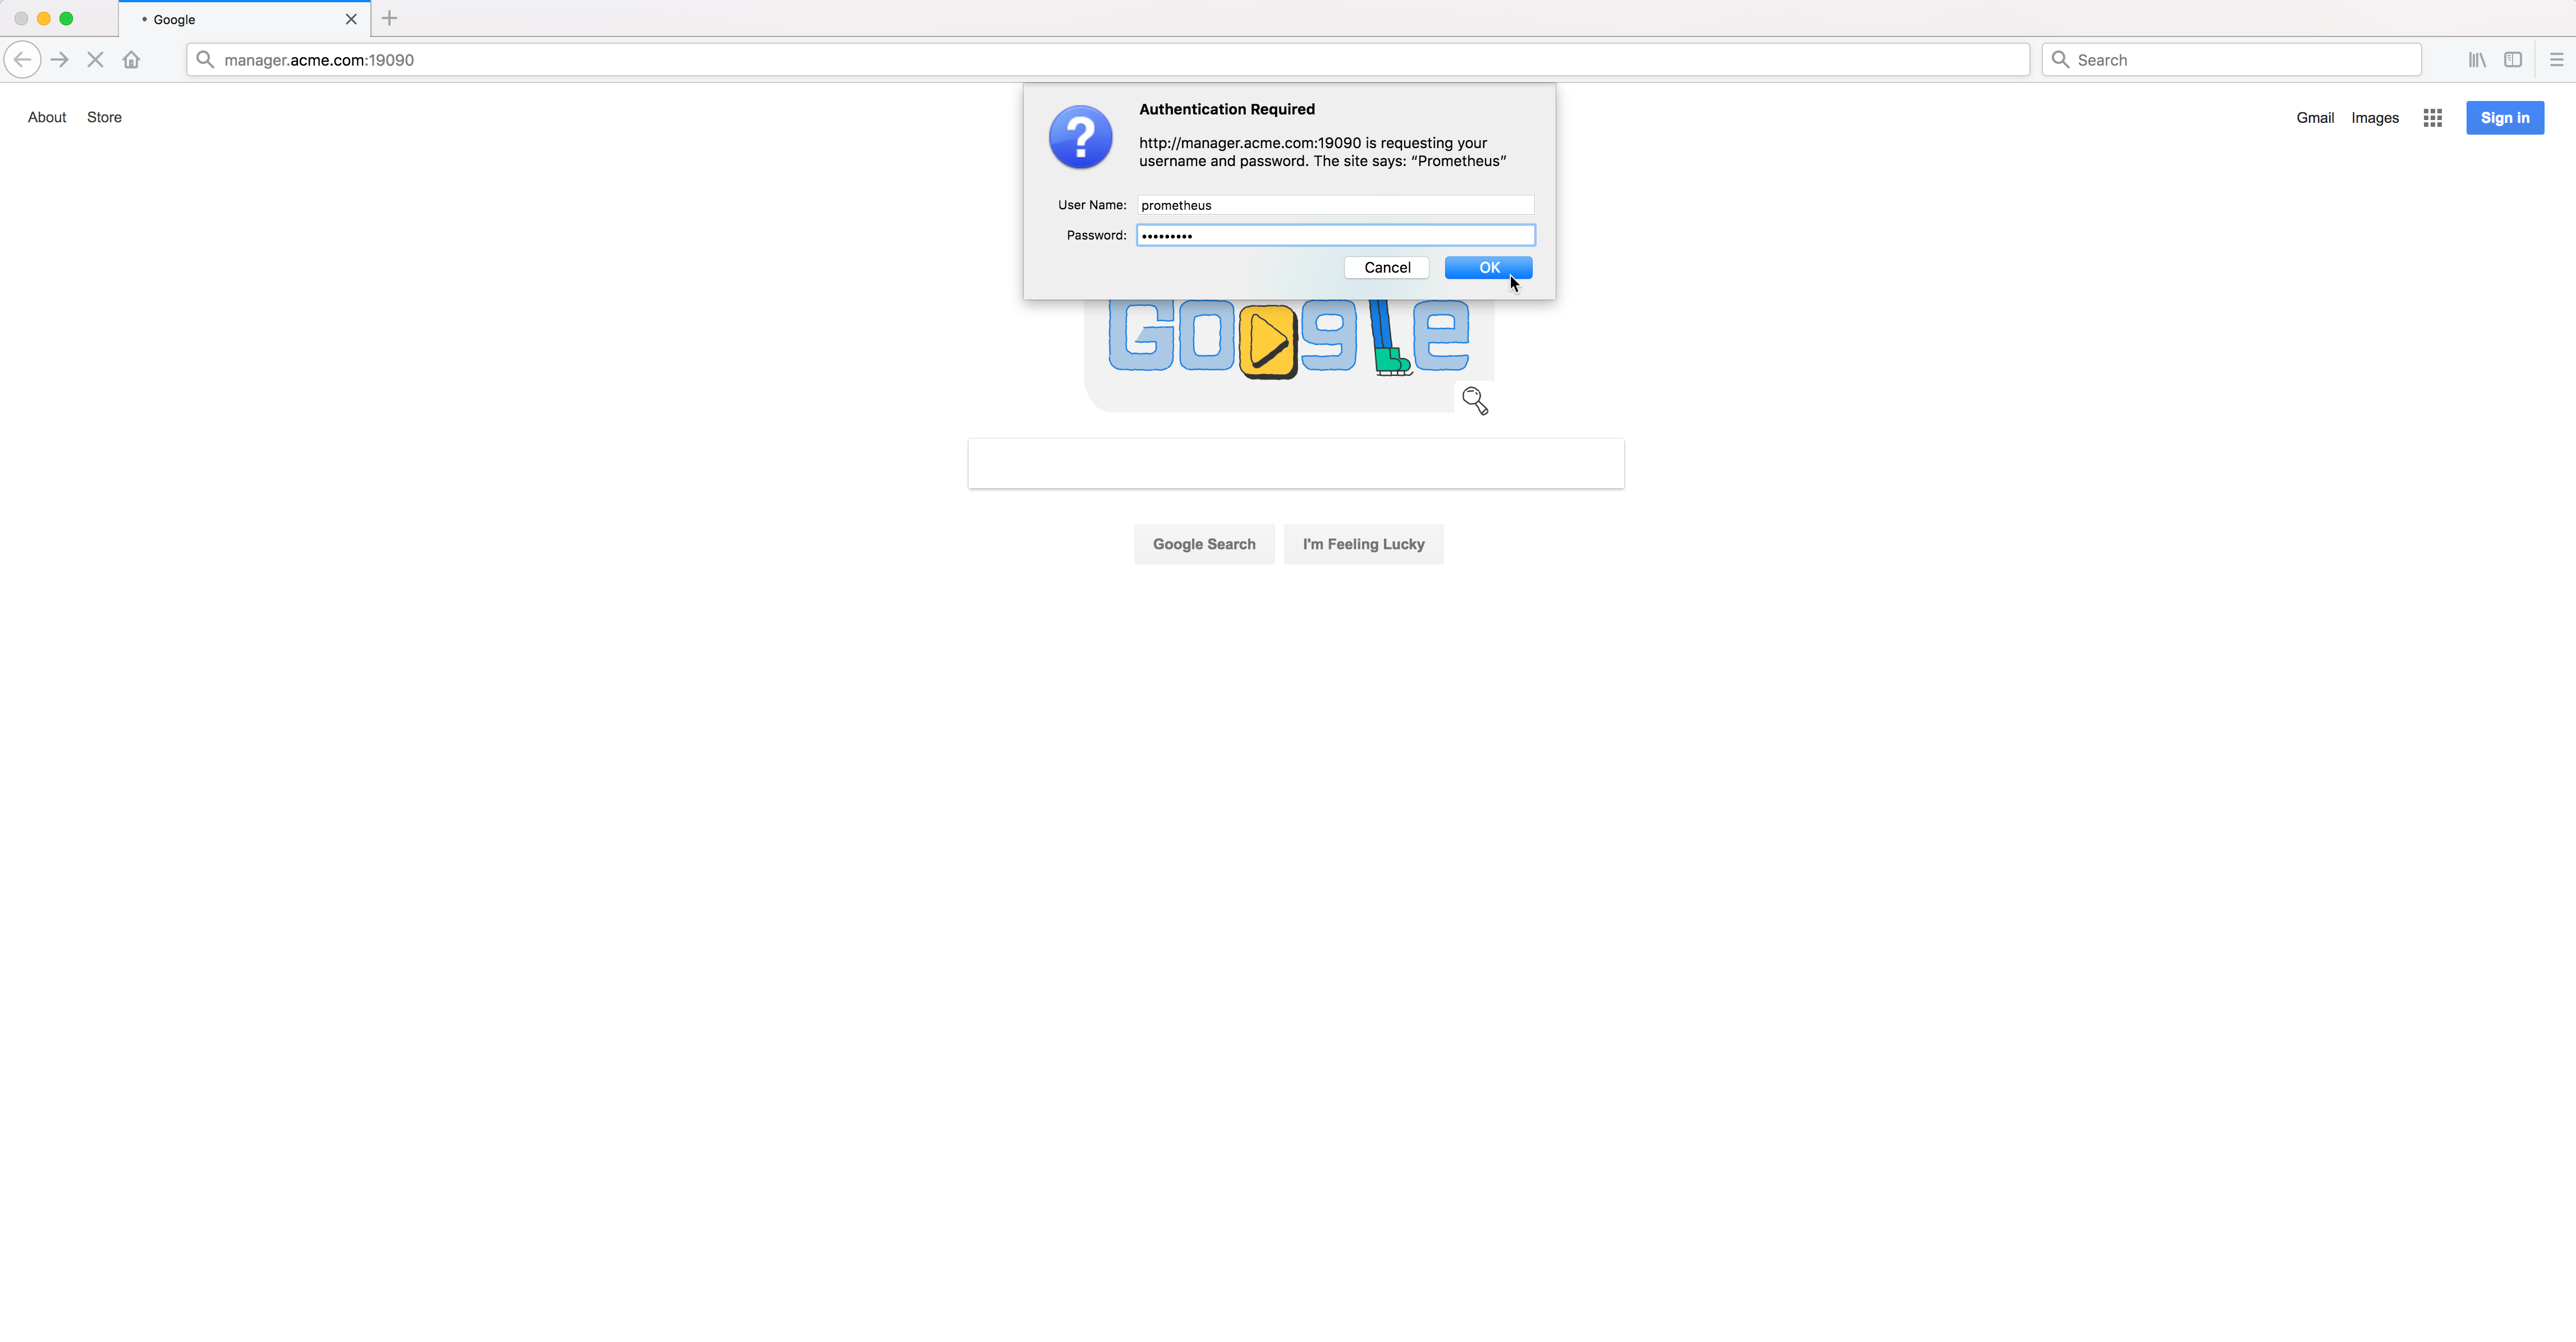 • Google
manager.acme.com:19090
Search
About Store
Gmail Images
Sign in
Authentication Required
http://manager.acme.com:19090 is requesting your
username and password. The site says: “Prometheus”
User Name: prometheus
Password: •••••••••
Cancel OK
Google
Google Search
I'm Feeling Lucky